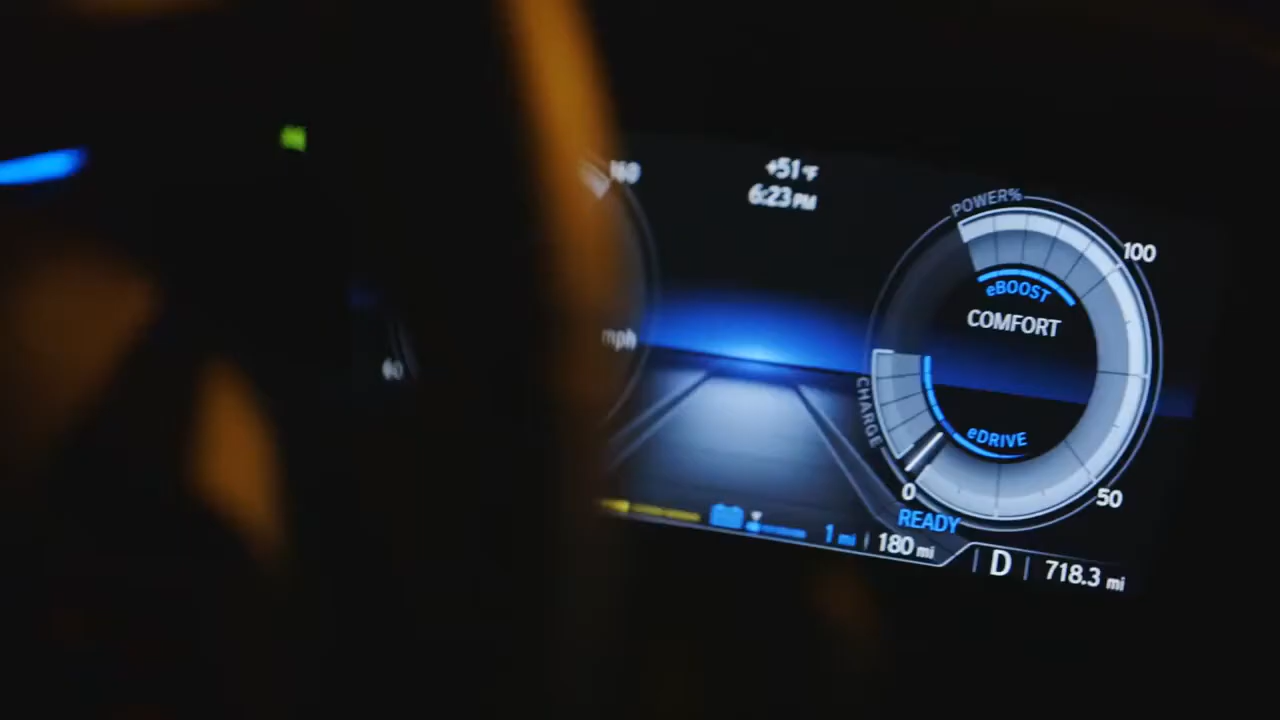 160
+51°F
6:23 PM
mph
POWER%
100
eBOOST
COMFORT
CHARGE
eDRIVE
0
50
READY
1 mi
180 mi
D
718.3 mi